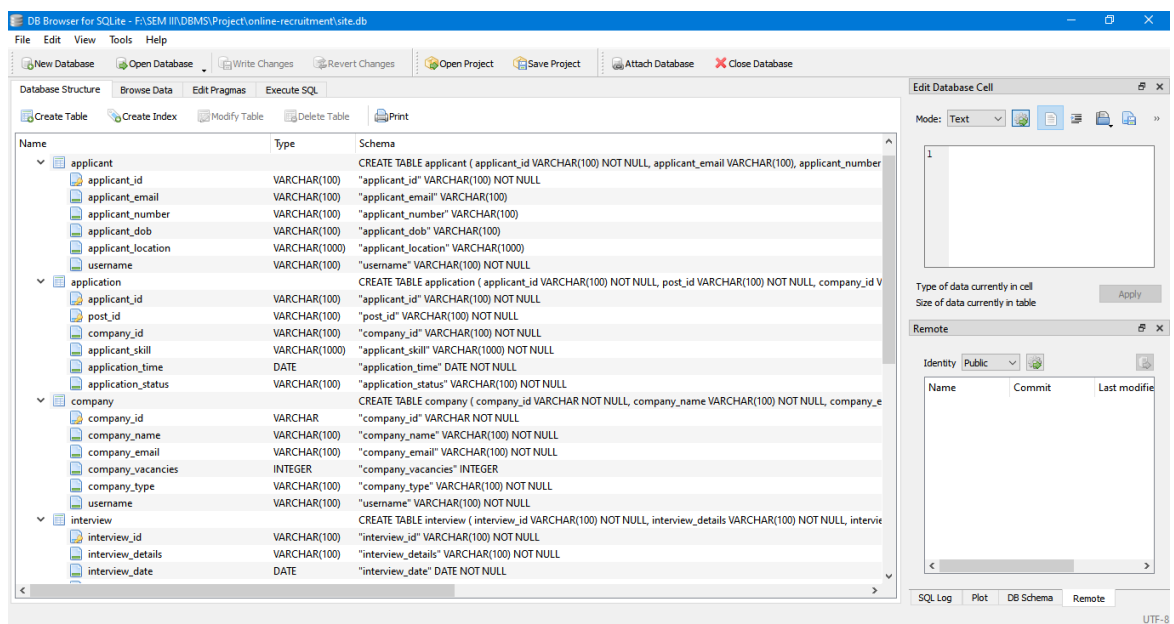 DB Browser for SQLite - F:\SEM III\DBMS\Project\online-recruitment\site.db
File Edit View Tools Help
New Database Open Database Write Changes Revert Changes Open Project Save Project Attach Database Close Database
Database Structure Browse Data Edit Pragmas Execute SQL
Create Table Create Index Modify Table Delete Table Print
Name Type Schema
applicant CREATE TABLE applicant ( applicant_id VARCHAR(100) NOT NULL, applicant_email VARCHAR(100), applicant_number
applicant_id VARCHAR(100) "applicant_id" VARCHAR(100) NOT NULL
applicant_email VARCHAR(100) "applicant_email" VARCHAR(100)
applicant_number VARCHAR(100) "applicant_number" VARCHAR(100)
applicant_dob VARCHAR(100) "applicant_dob" VARCHAR(100)
applicant_location VARCHAR(1000) "applicant_location" VARCHAR(1000)
username VARCHAR(100) "username" VARCHAR(100) NOT NULL
application CREATE TABLE application ( applicant_id VARCHAR(100) NOT NULL, post_id VARCHAR(100) NOT NULL, company_id V
applicant_id VARCHAR(100) "applicant_id" VARCHAR(100) NOT NULL
post_id VARCHAR(100) "post_id" VARCHAR(100) NOT NULL
company_id VARCHAR(100) "company_id" VARCHAR(100) NOT NULL
applicant_skill VARCHAR(1000) "applicant_skill" VARCHAR(1000) NOT NULL
application_time DATE "application_time" DATE NOT NULL
application_status VARCHAR(100) "application_status" VARCHAR(100) NOT NULL
company CREATE TABLE company ( company_id VARCHAR NOT NULL, company_name VARCHAR(100) NOT NULL, company_e
company_id VARCHAR "company_id" VARCHAR NOT NULL
company_name VARCHAR(100) "company_name" VARCHAR(100) NOT NULL
company_email VARCHAR(100) "company_email" VARCHAR(100) NOT NULL
company_vacancies INTEGER "company_vacancies" INTEGER
company_type VARCHAR(100) "company_type" VARCHAR(100) NOT NULL
username VARCHAR(100) "username" VARCHAR(100) NOT NULL
interview CREATE TABLE interview ( interview_id VARCHAR(100) NOT NULL, interview_details VARCHAR(100) NOT NULL, intervie
interview_id VARCHAR(100) "interview_id" VARCHAR(100) NOT NULL
interview_details VARCHAR(100) "interview_details" VARCHAR(100) NOT NULL
interview_date DATE "interview_date" DATE NOT NULL
Edit Database Cell
Mode: Text »
1
Type of data currently in cell
Size of data currently in table
Apply
Remote
Identity Public
Name Commit Last modifie
SQL Log Plot DB Schema Remote
UTF-8